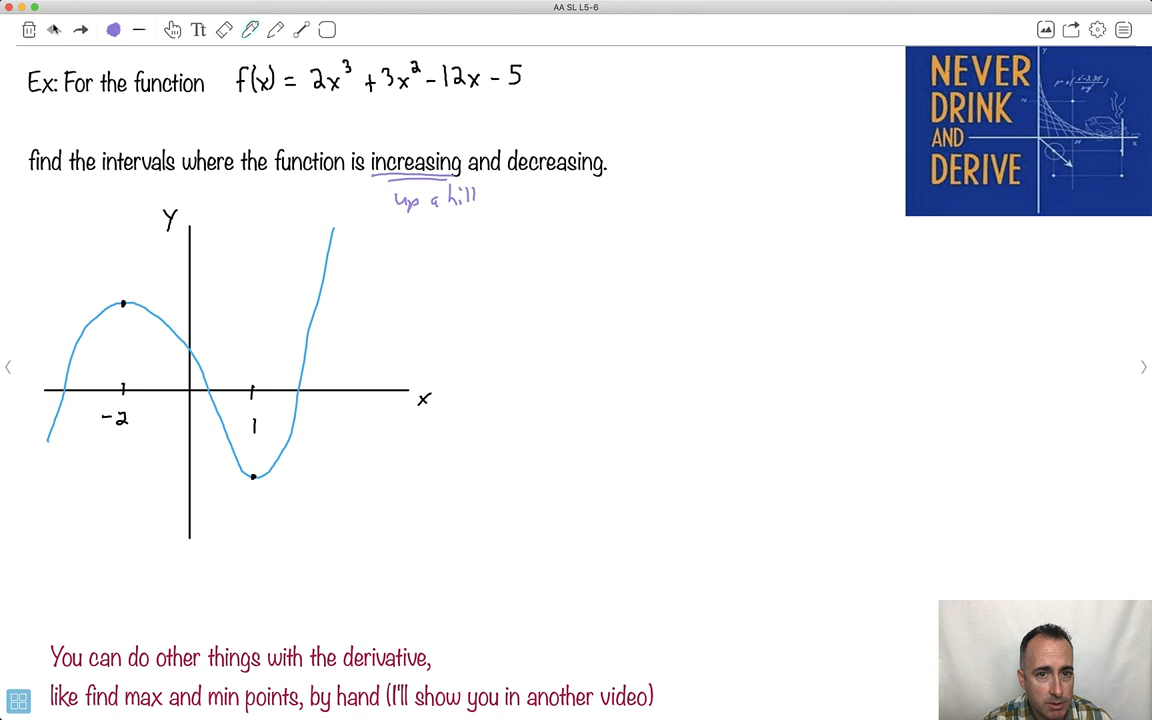 AA SL L5-6
Tt
Ex: For the function f(x) = 2x³ + 3x² - 12x - 5
NEVER
DRINK
AND
DERIVE
find the intervals where the function is increasing and decreasing.
up a hill
Y
x
-2
1
You can do other things with the derivative,
like find max and min points, by hand (I'll show you in another video)